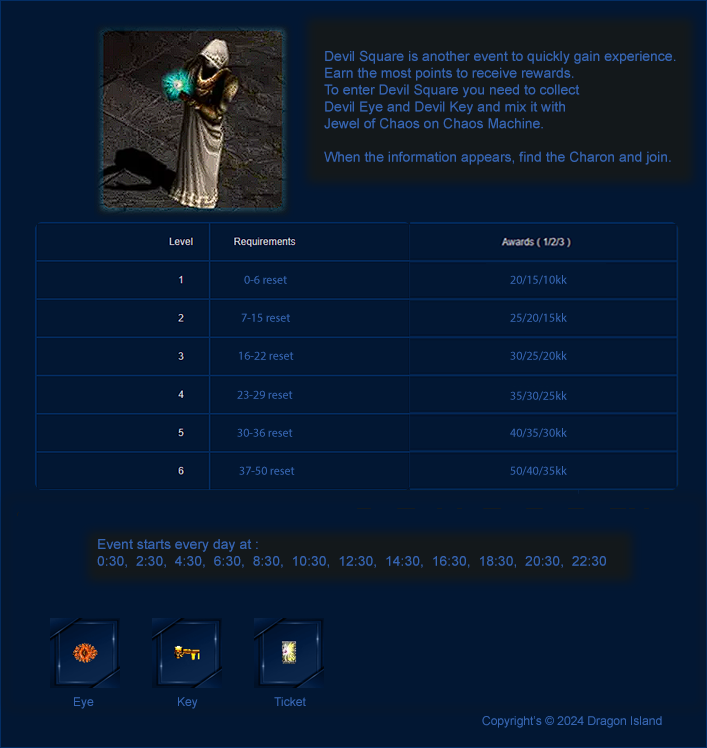 Devil Square is another event to quickly gain experience.
Earn the most points to receive rewards.
To enter Devil Square you need to collect
Devil Eye and Devil Key and mix it with
Jewel of Chaos on Chaos Machine.
When the information appears, find the Charon and join.
Level Requirements Awards ( 1/2/3 )
1 0-6 reset 20/15/10kk
2 7-15 reset 25/20/15kk
3 16-22 reset 30/25/20kk
4 23-29 reset 35/30/25kk
5 30-36 reset 40/35/30kk
6 37-50 reset 50/40/35kk
Event starts every day at :
0:30, 2:30, 4:30, 6:30, 8:30, 10:30, 12:30, 14:30, 16:30, 18:30, 20:30, 22:30
Eye Key Ticket
Copyright's © 2024 Dragon Island